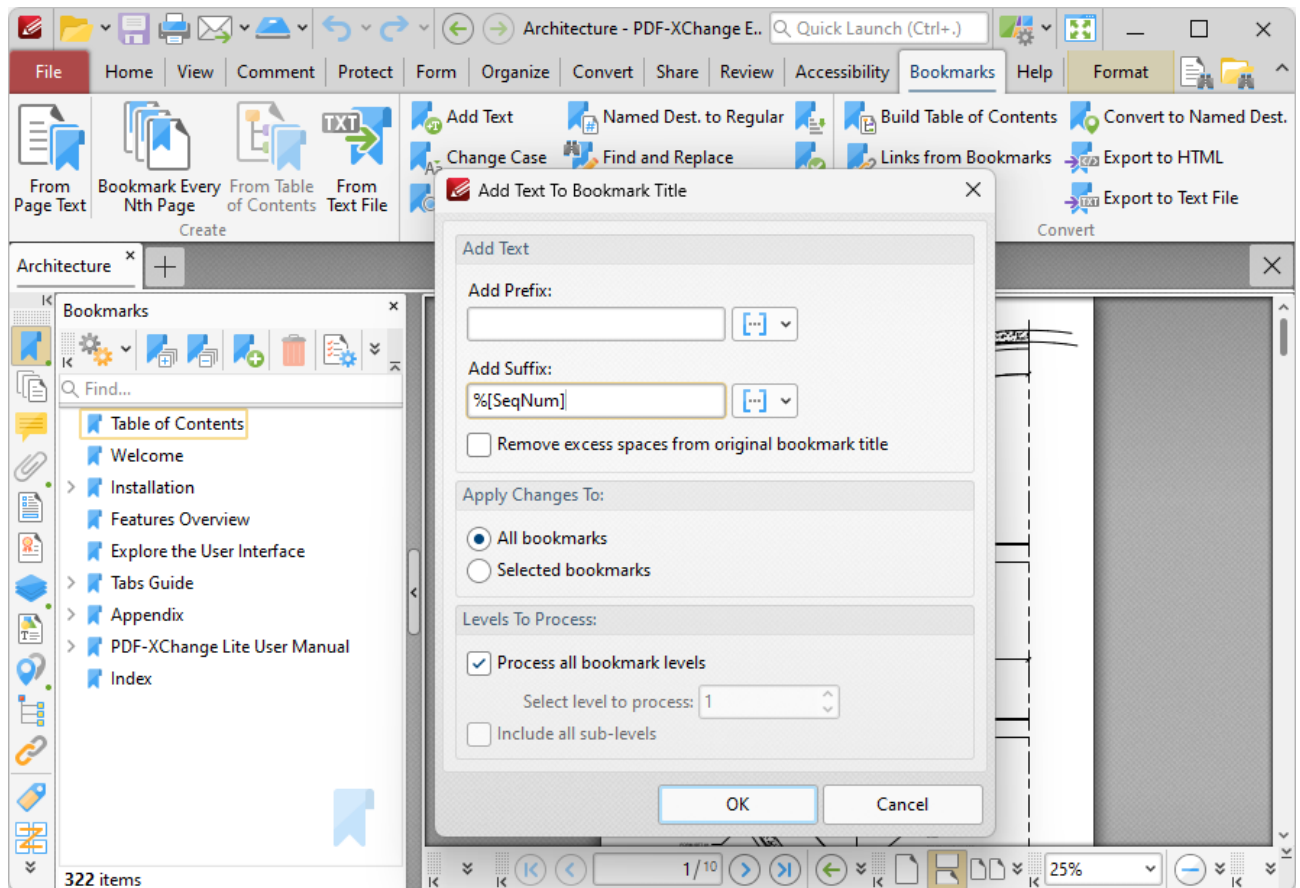 Architecture - PDF-XChange E.. Quick Launch (Ctrl+.)
File Home View Comment Protect Form Organize Convert Share Review Accessibility Bookmarks Help Format
From Page Text
Bookmark Every Nth Page
From Table of Contents
TXT
From Text File
Create
Add Text
Change Case
Named Dest. to Regular
Find and Replace
Build Table of Contents
Links from Bookmarks
Convert to Named Dest.
Export to HTML
Export to Text File
Convert
Architecture
Bookmarks
Find...
Table of Contents
Welcome
Installation
Features Overview
Explore the User Interface
Tabs Guide
Appendix
PDF-XChange Lite User Manual
Index
322 items
Add Text To Bookmark Title
Add Text
Add Prefix:
Add Suffix:
%[SeqNum]
Remove excess spaces from original bookmark title
Apply Changes To:
All bookmarks
Selected bookmarks
Levels To Process:
Process all bookmark levels
Select level to process: 1
Include all sub-levels
OK Cancel
1/10
25%